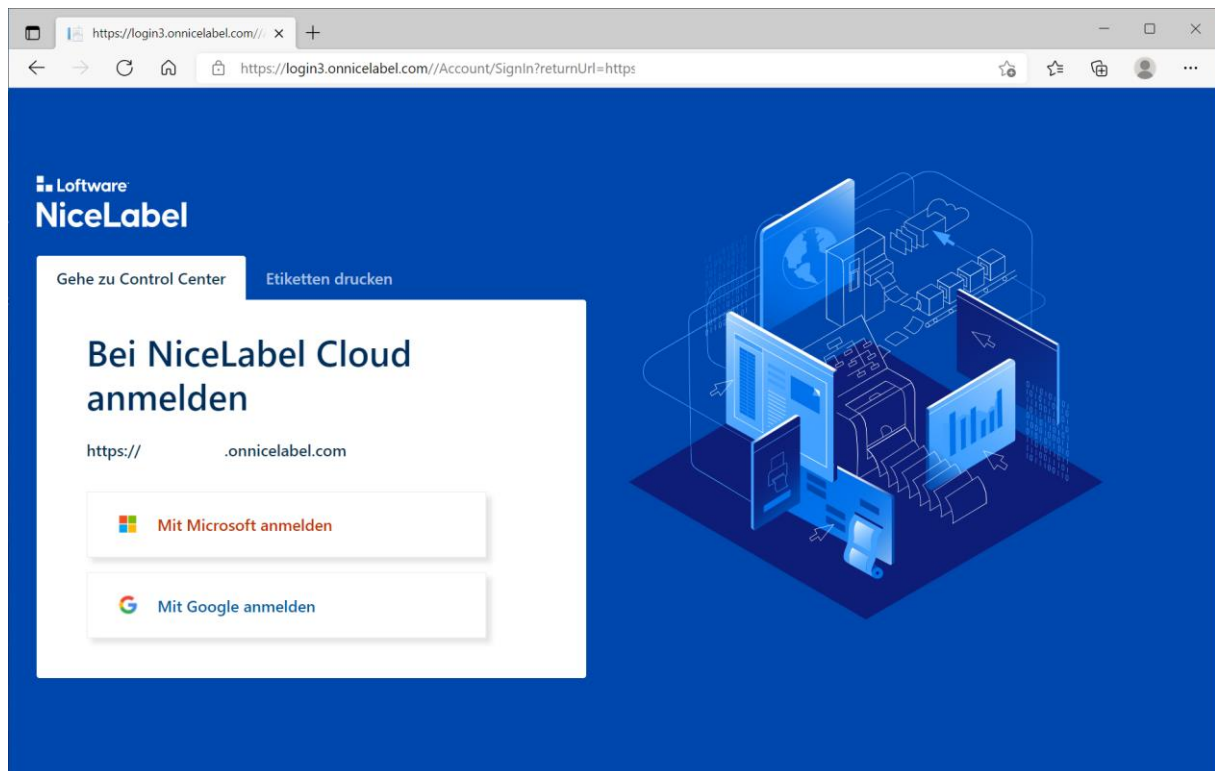 https://login3.onnicelabel.com//
https://login3.onnicelabel.com//Account/SignIn?returnUrl=https
Loftware
NiceLabel
Gehe zu Control Center
Etiketten drucken
Bei NiceLabel Cloud
anmelden
https:// .onnicelabel.com
Mit Microsoft anmelden
Mit Google anmelden